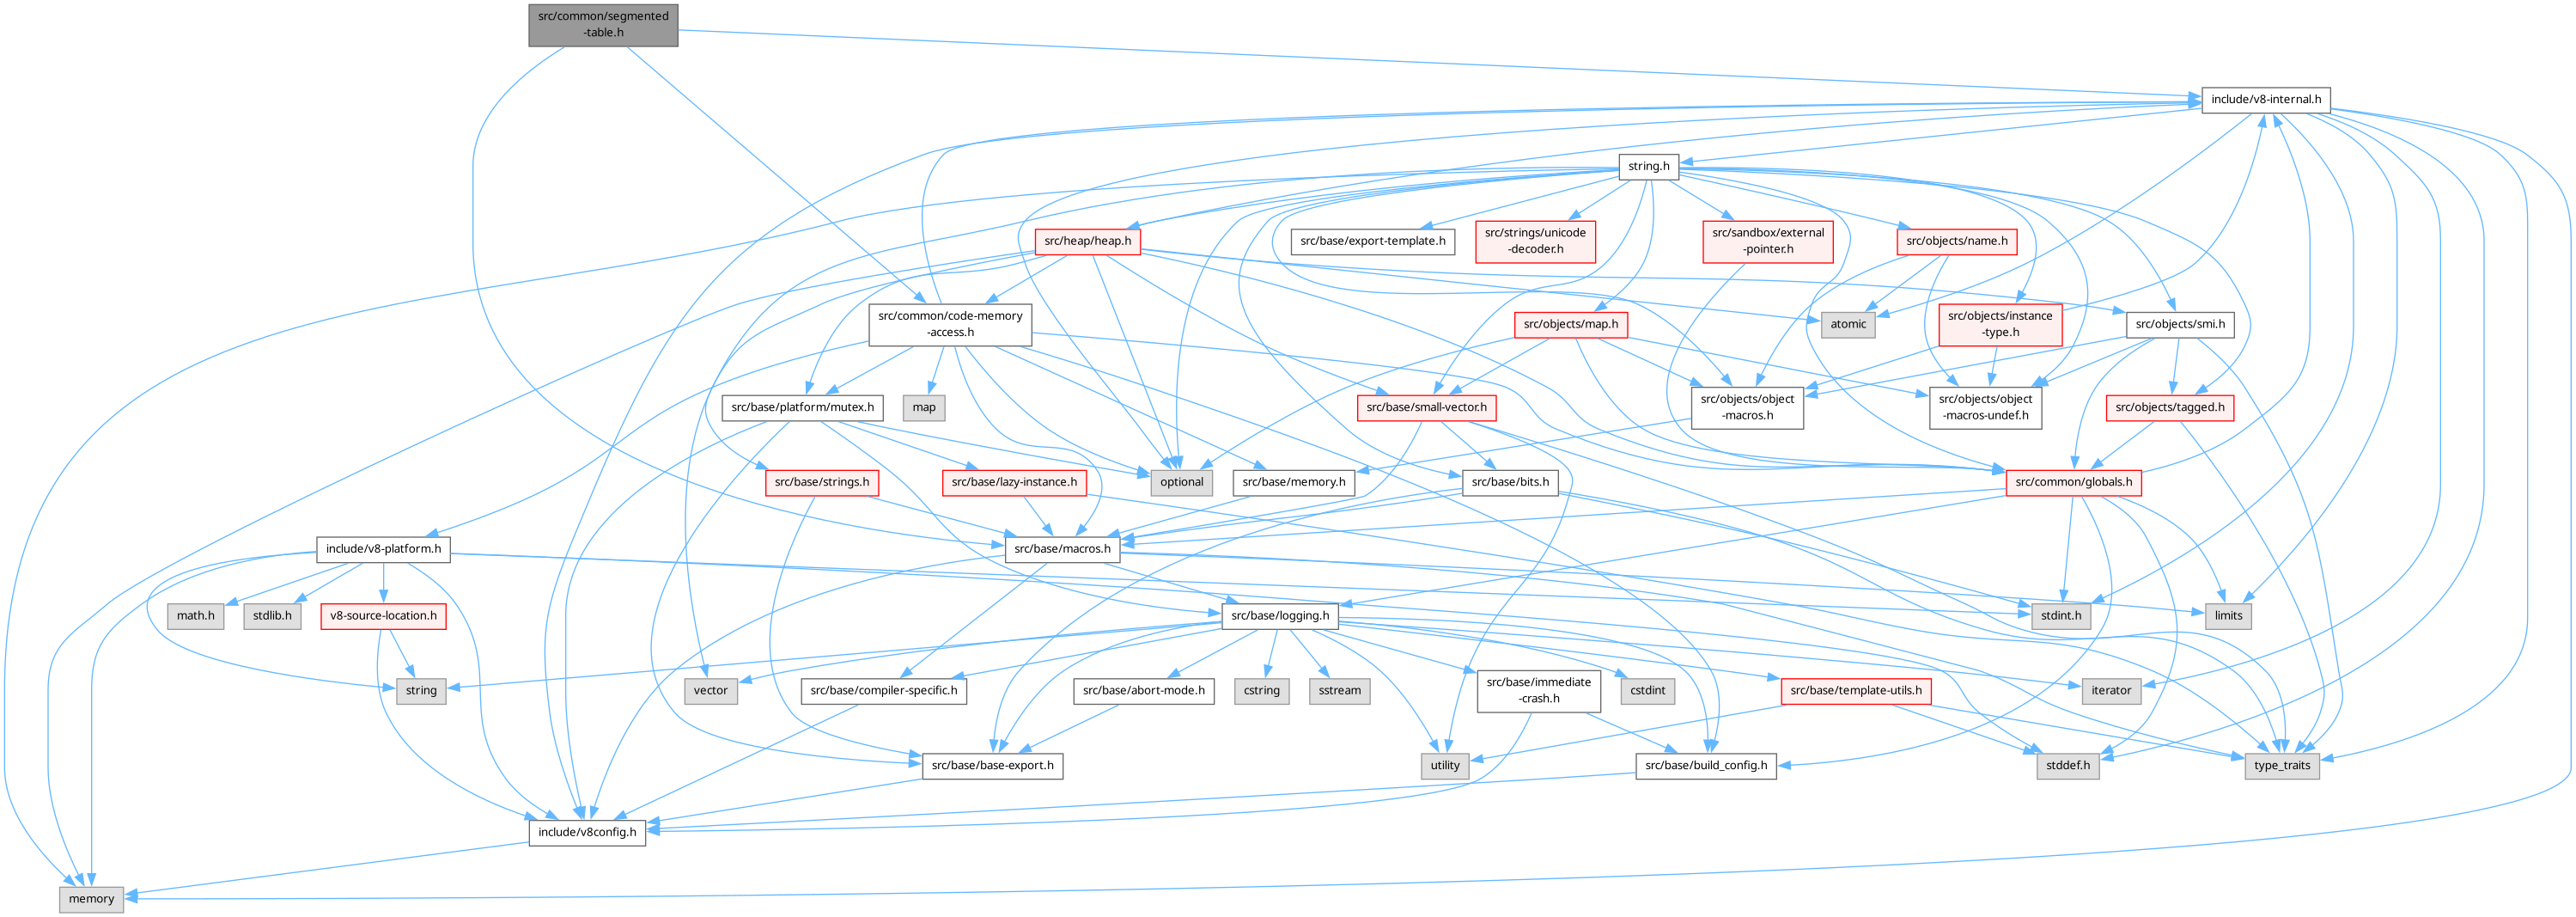 src/common/segmented
-table.h
include/v8-internal.h
string.h
src/heap/heap.h
src/base/export-template.h
src/strings/unicode
-decoder.h
src/sandbox/external
-pointer.h
src/objects/name.h
src/common/code-memory
-access.h
src/objects/map.h
atomic
src/objects/instance
-type.h
src/objects/smi.h
src/base/platform/mutex.h
map
src/base/small-vector.h
src/objects/object
-macros.h
src/objects/object
-macros-undef.h
src/objects/tagged.h
src/base/strings.h
src/base/lazy-instance.h
optional
src/base/memory.h
src/base/bits.h
src/common/globals.h
include/v8-platform.h
src/base/macros.h
math.h
stdlib.h
v8-source-location.h
src/base/logging.h
stdint.h
limits
string
vector
src/base/compiler-specific.h
src/base/abort-mode.h
cstring
sstream
src/base/immediate
-crash.h
cstdint
src/base/template-utils.h
iterator
src/base/base-export.h
utility
src/base/build_config.h
stddef.h
type_traits
include/v8config.h
memory